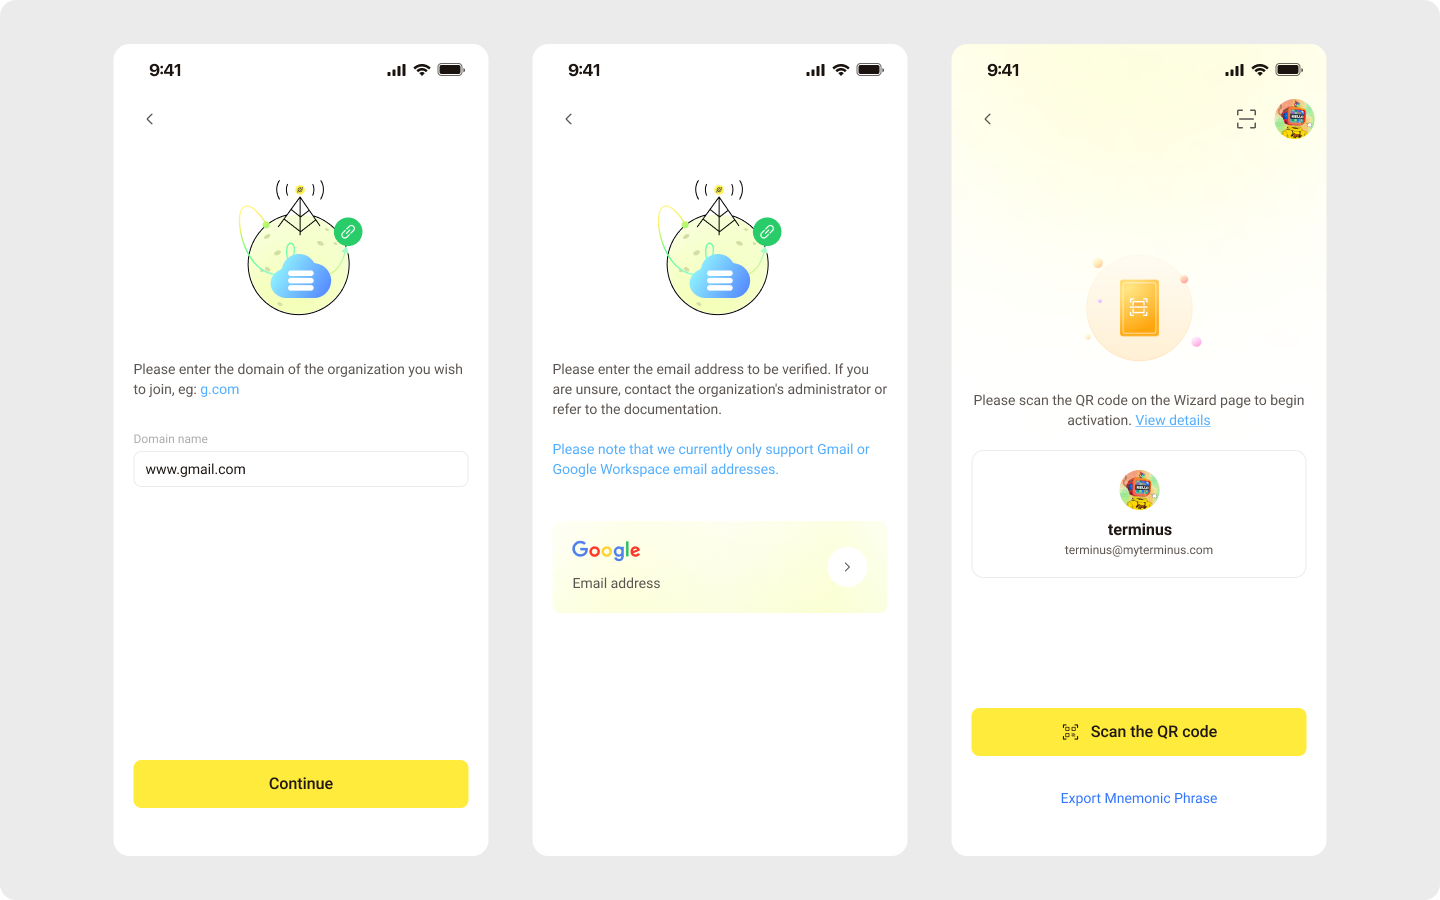 9:41
Please enter the domain of the organization you wish
to join, eg: g.com
Domain name
www.gmail.com
Continue
9:41
Please enter the email address to be verified. If you
are unsure, contact the organization's administrator or
refer to the documentation.
Please note that we currently only support Gmail or
Google Workspace email addresses.
Google
Email address
9:41
Please scan the QR code on the Wizard page to begin
activation. View details
terminus
terminus@myterminus.com
Scan the QR code
Export Mnemonic Phrase